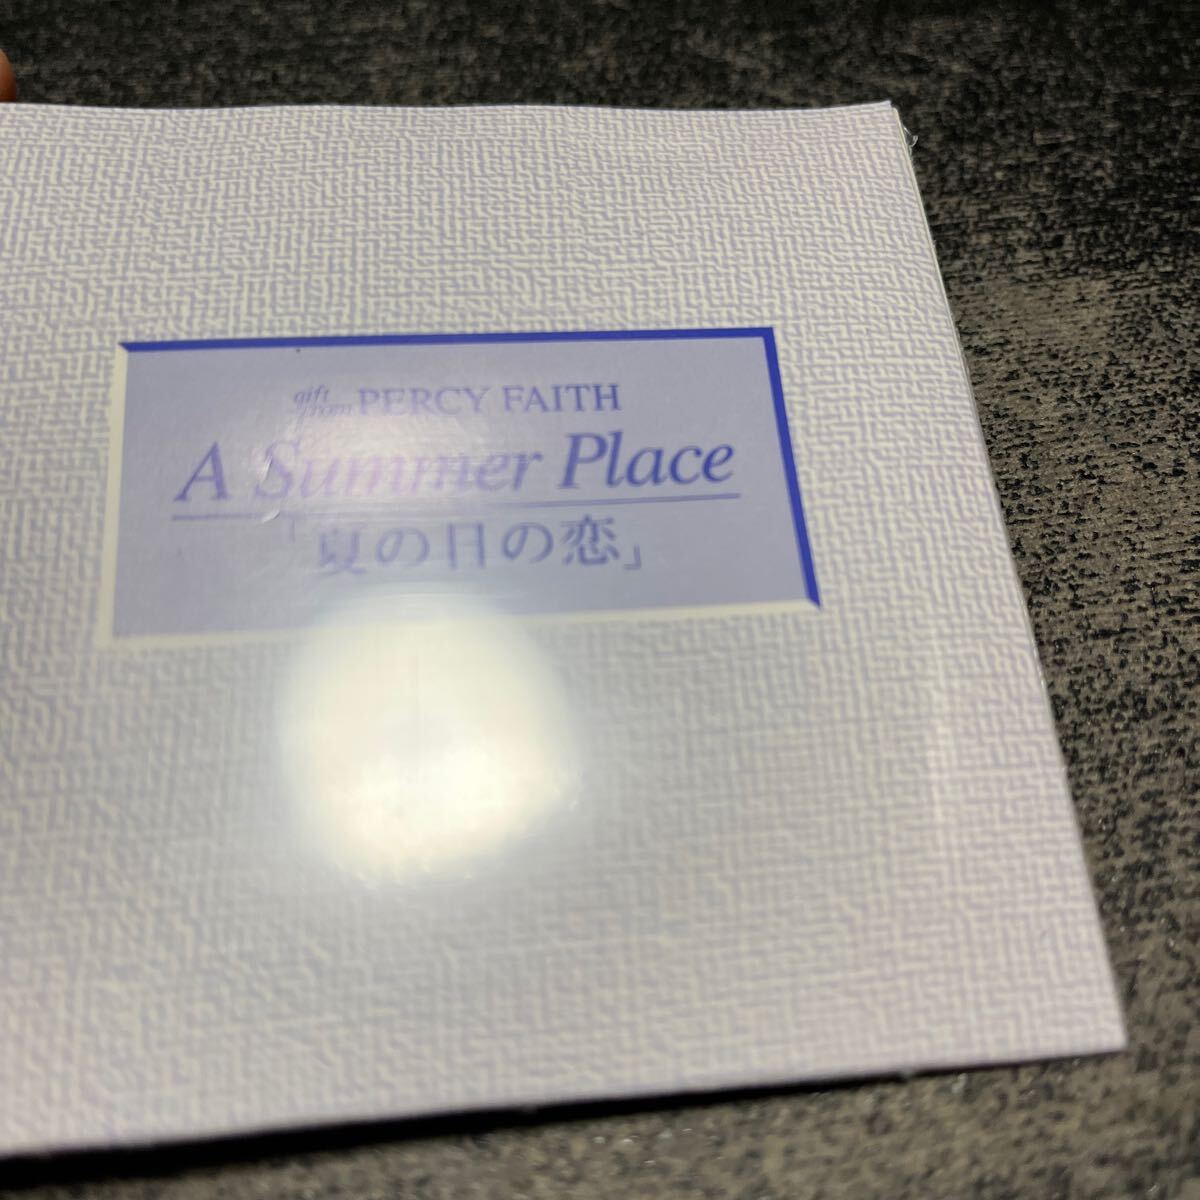 gift from PERCY FAITH
A Summer Place
「夏の日の恋」